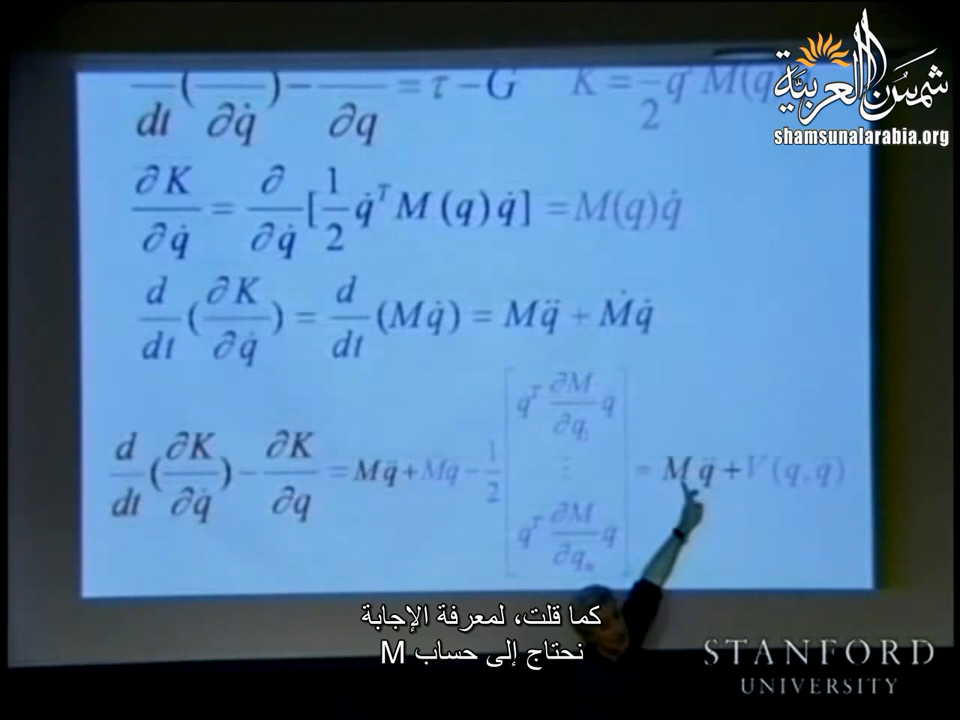 شمس العربية
shamsunalarabia.org
d/dt (∂/∂q̇) − ∂/∂q = τ − G K = 1/2 q̇ᵀ M(q
∂K/∂q̇ = ∂/∂q̇ [1/2 q̇ᵀ M (q) q̇] = M(q)q̇
d/dt (∂K/∂q̇) = d/dt (Mq̇) = Mq̈ + Ṁq̇
d/dt (∂K/∂q̇) − ∂K/∂q = Mq̈ + Ṁq̇ − 1/2 [q̇ᵀ ∂M/∂q₁ q̇ ⋮ q̇ᵀ ∂M/∂qₙ q̇] = M q̈ + V (q, q̇)
كما قلت، لمعرفة الإجابة
نحتاج إلى حساب M
STANFORD
UNIVERSITY